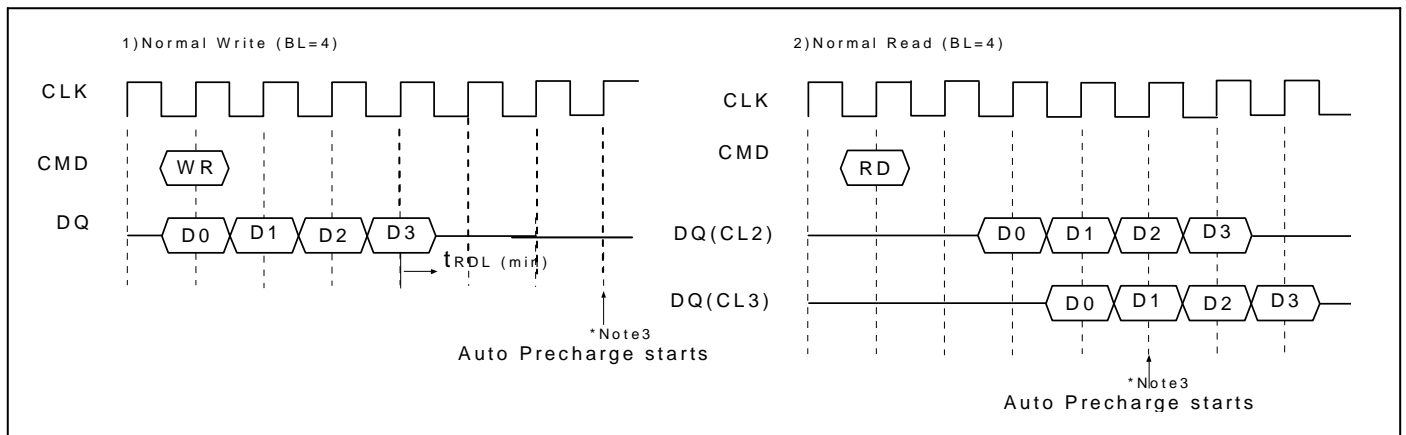 1)Normal Write (BL=4)
CLK
CMD
WR
DQ
D0 D1 D2 D3
tRDL (min)
*Note3
Auto Precharge starts
2)Normal Read (BL=4)
CLK
CMD
RD
DQ(CL2)
D0 D1 D2 D3
DQ(CL3)
D0 D1 D2 D3
*Note3
Auto Precharge starts